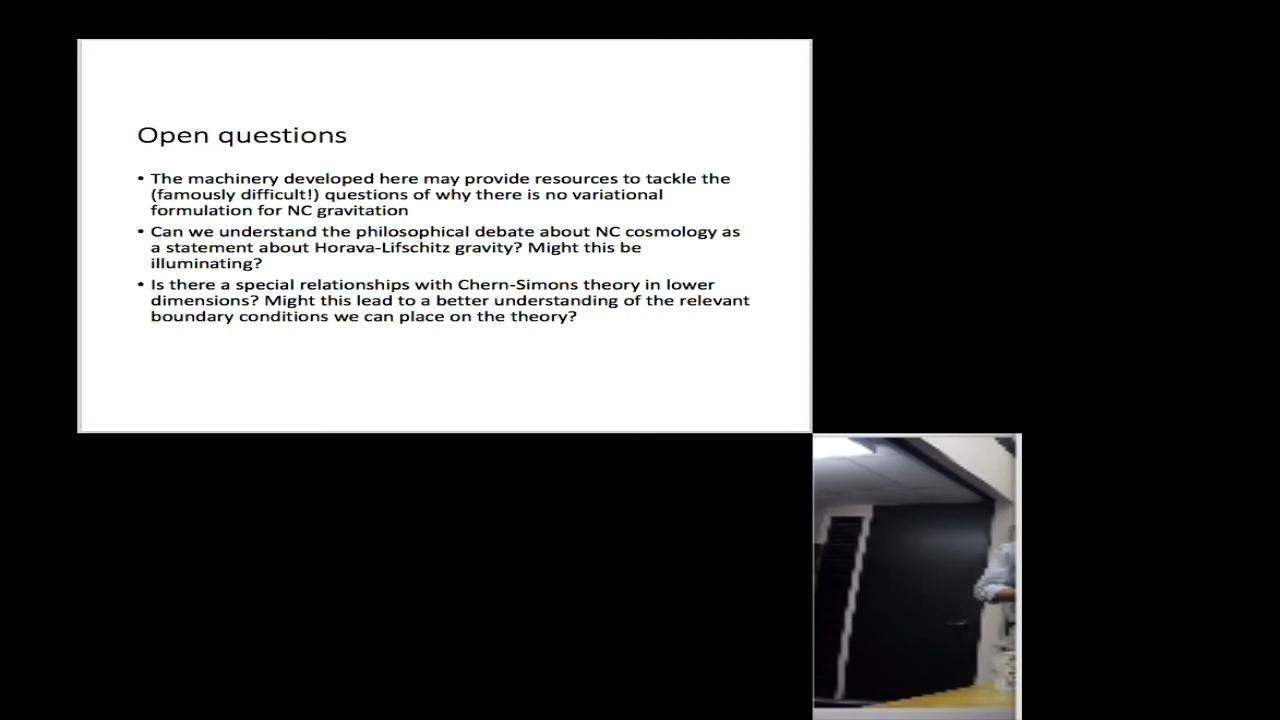 Open questions
• The machinery developed here may provide resources to tackle the
(famously difficult!) questions of why there is no variational
formulation for NC gravitation
• Can we understand the philosophical debate about NC cosmology as
a statement about Horava-Lifschitz gravity? Might this be
illuminating?
• Is there a special relationships with Chern-Simons theory in lower
dimensions? Might this lead to a better understanding of the relevant
boundary conditions we can place on the theory?